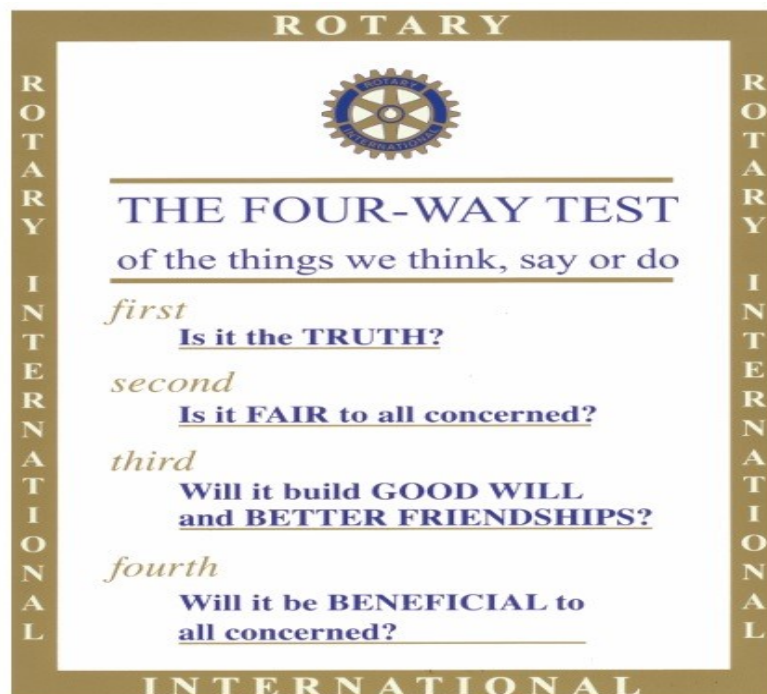 ROTARY
ROTARY INTERNATIONAL
ROTARY INTERNATIONAL
ROTARY
INTERNATIONAL
THE FOUR-WAY TEST
of the things we think, say or do
first
Is it the TRUTH?
second
Is it FAIR to all concerned?
third
Will it build GOOD WILL
and BETTER FRIENDSHIPS?
fourth
Will it be BENEFICIAL to
all concerned?
INTERNATIONAL